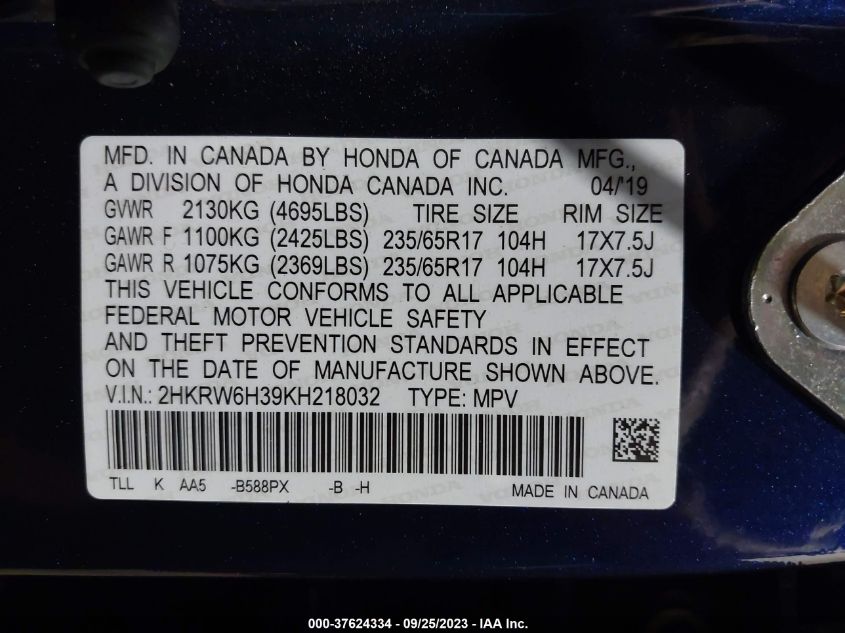 MFD. IN CANADA BY HONDA OF CANADA MFG.,
A DIVISION OF HONDA CANADA INC. 04/'19
GVWR 2130KG (4695LBS) TIRE SIZE RIM SIZE
GAWR F 1100KG (2425LBS) 235/65R17 104H 17X7.5J
GAWR R 1075KG (2369LBS) 235/65R17 104H 17X7.5J
THIS VEHICLE CONFORMS TO ALL APPLICABLE
FEDERAL MOTOR VEHICLE SAFETY
AND THEFT PREVENTION STANDARDS IN EFFECT
ON THE DATE OF MANUFACTURE SHOWN ABOVE.
V.I.N.: 2HKRW6H39KH218032 TYPE: MPV
TLL K AA5 -B588PX -B -H MADE IN CANADA
000-37624334 - 09/25/2023 - IAA Inc.